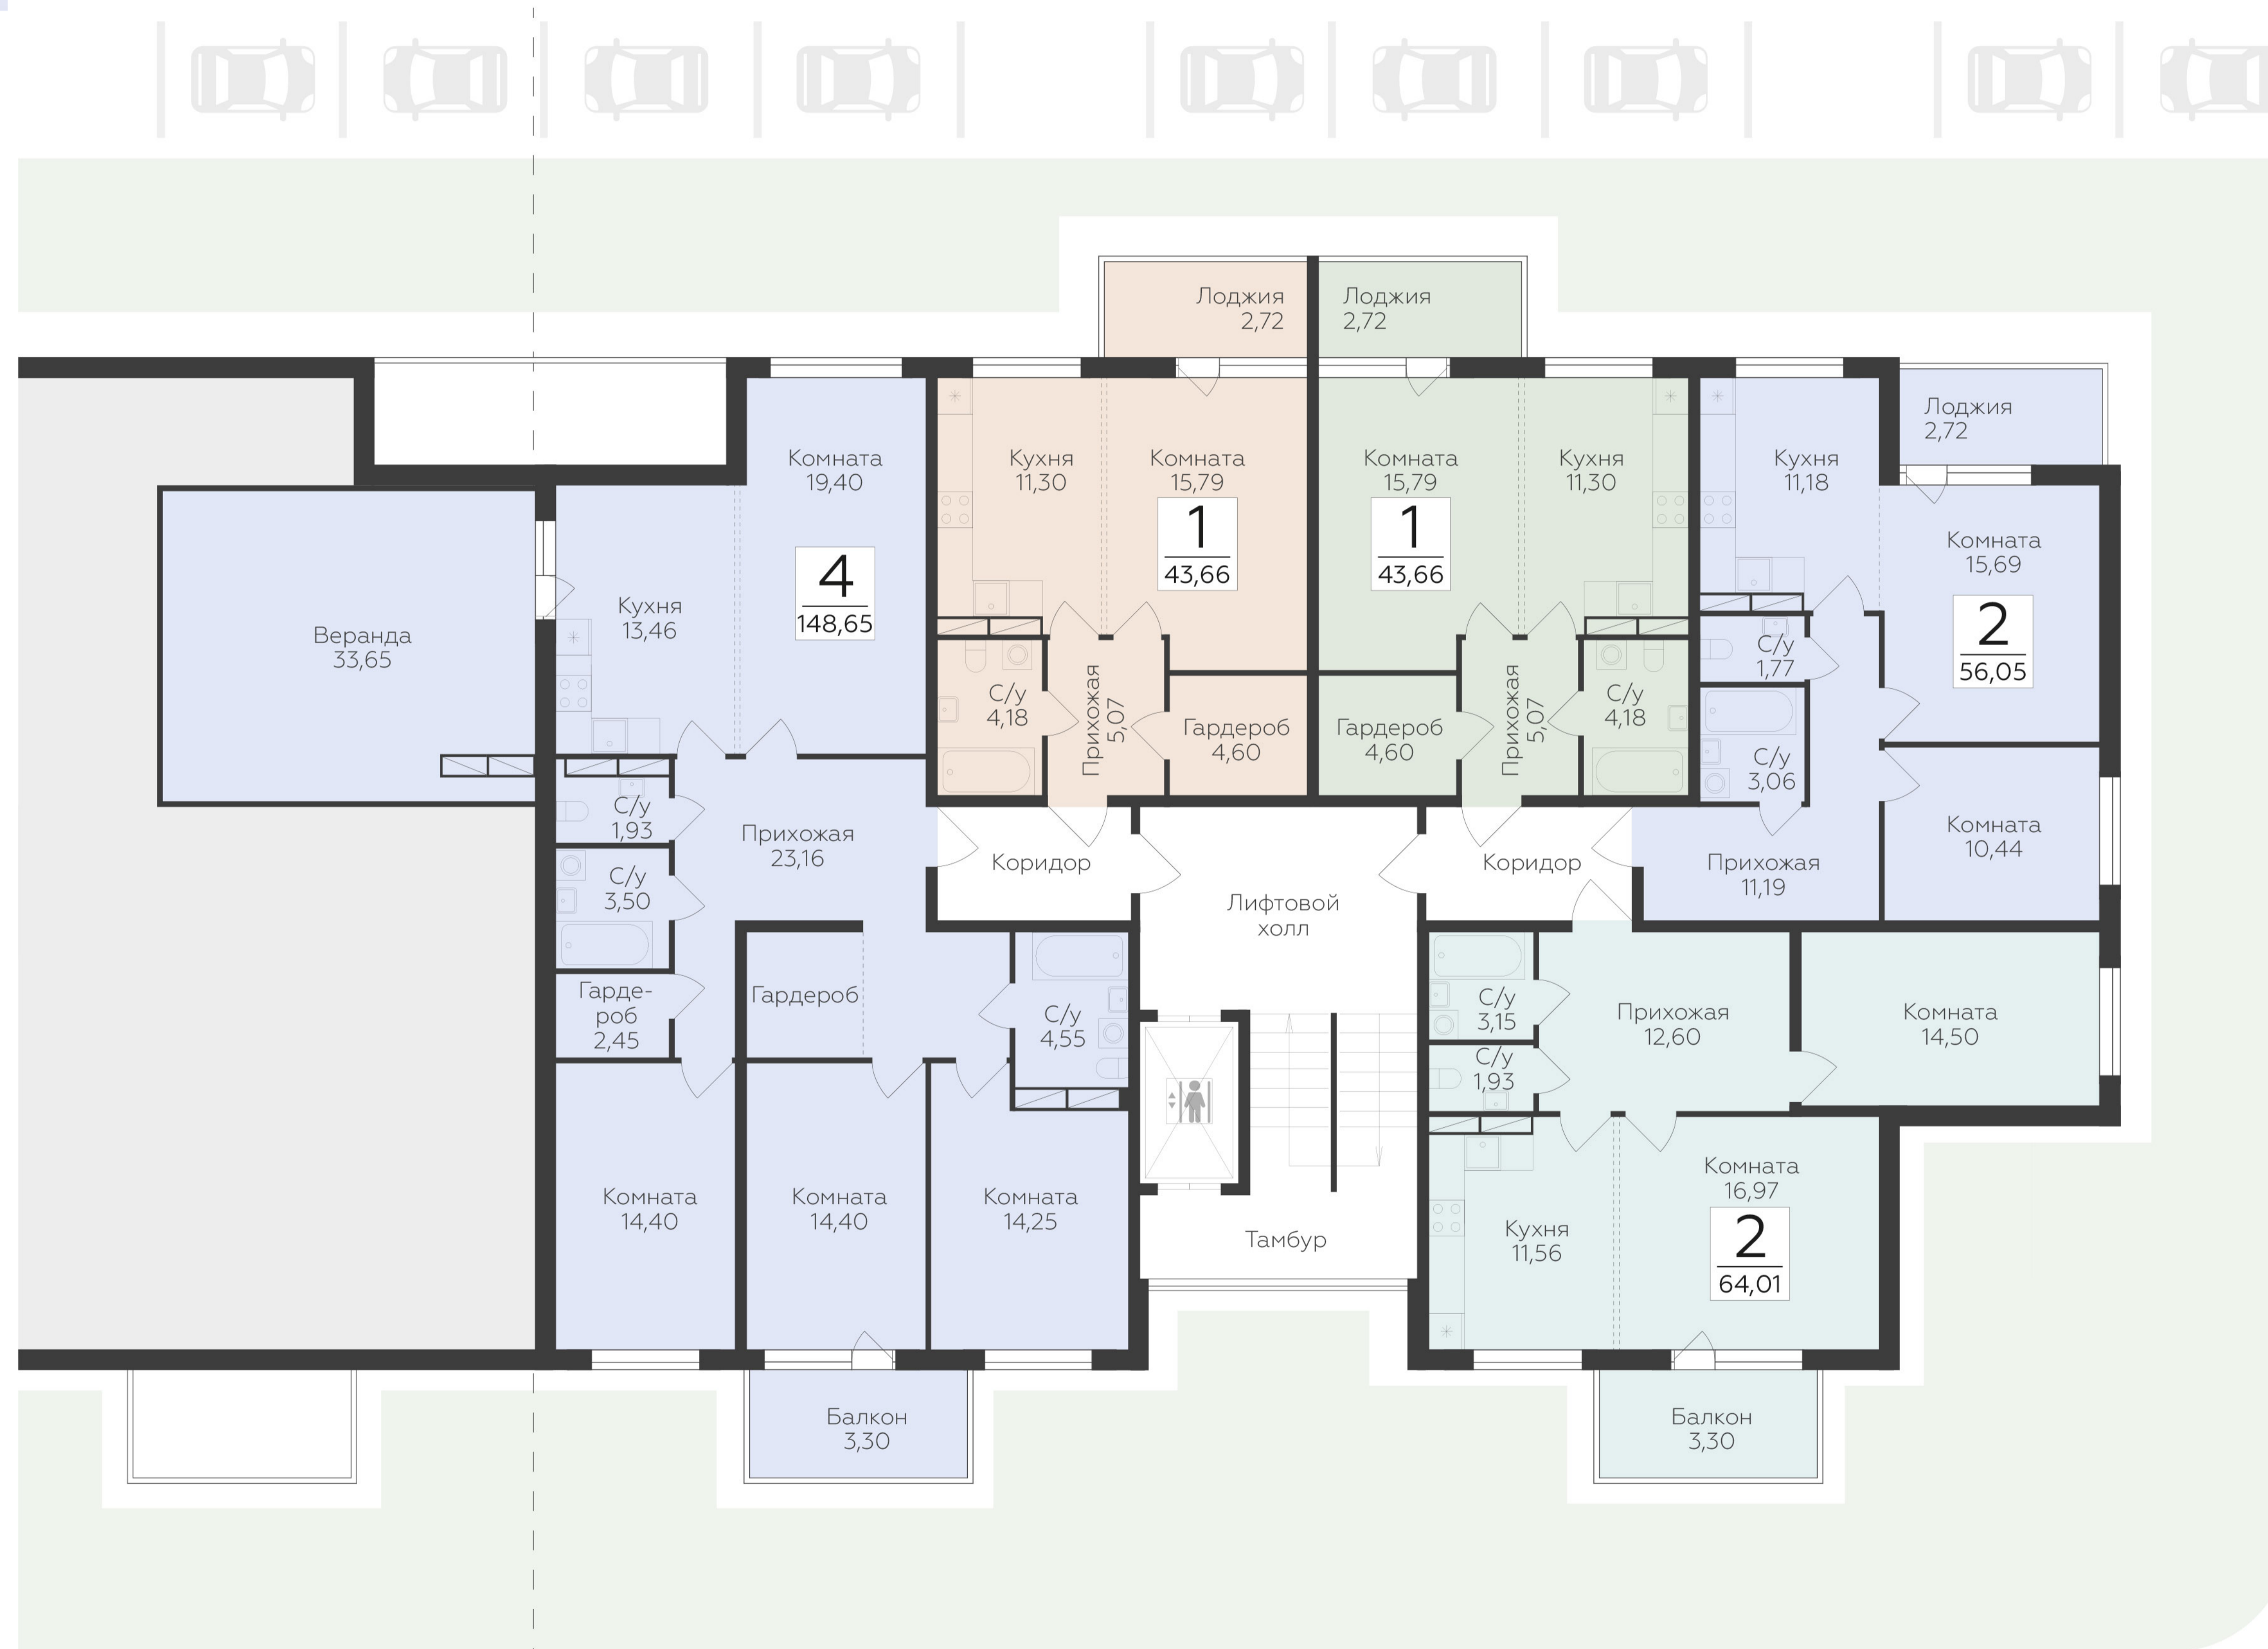 Лоджия
2,72
Лоджия
2,72
Лоджия
2,72
Комната
19,40
4
148,65
Кухня
13,46
Веранда
33,65
Кухня
11,30
Комната
15,79
1
43,66
С/у
4,18
Прихожая
5,07
Гардероб
4,60
Комната
15,79
1
43,66
Кухня
11,30
Гардероб
4,60
Прихожая
5,07
С/у
4,18
Кухня
11,18
Комната
15,69
2
56,05
С/у
1,77
С/у
3,06
Комната
10,44
Прихожая
11,19
С/у
1,93
Прихожая
23,16
С/у
3,50
Гарде-
роб
2,45
Гардероб
С/у
4,55
Коридор
Лифтовой
холл
Коридор
С/у
3,15
С/у
1,93
Прихожая
12,60
Комната
14,50
Комната
14,40
Комната
14,40
Комната
14,25
Тамбур
Кухня
11,56
Комната
16,97
2
64,01
Балкон
3,30
Балкон
3,30